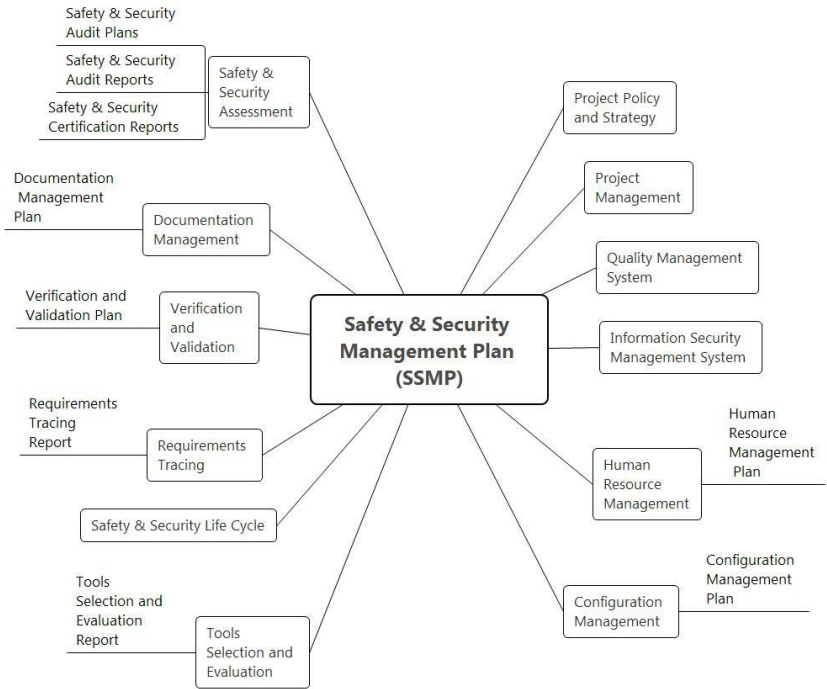 Safety & Security
Audit Plans
Safety & Security
Audit Reports
Safety & Security
Certification Reports
Safety &
Security
Assessment
Documentation
Management
Plan
Documentation
Management
Verification and
Validation Plan
Verification
and
Validation
Requirements
Tracing
Report
Requirements
Tracing
Safety & Security Life Cycle
Tools
Selection and
Evaluation
Report
Tools
Selection and
Evaluation
Safety & Security
Management Plan
(SSMP)
Project Policy
and Strategy
Project
Management
Quality Management
System
Information Security
Management System
Human
Resource
Management
Human
Resource
Management
Plan
Configuration
Management
Configuration
Management
Plan